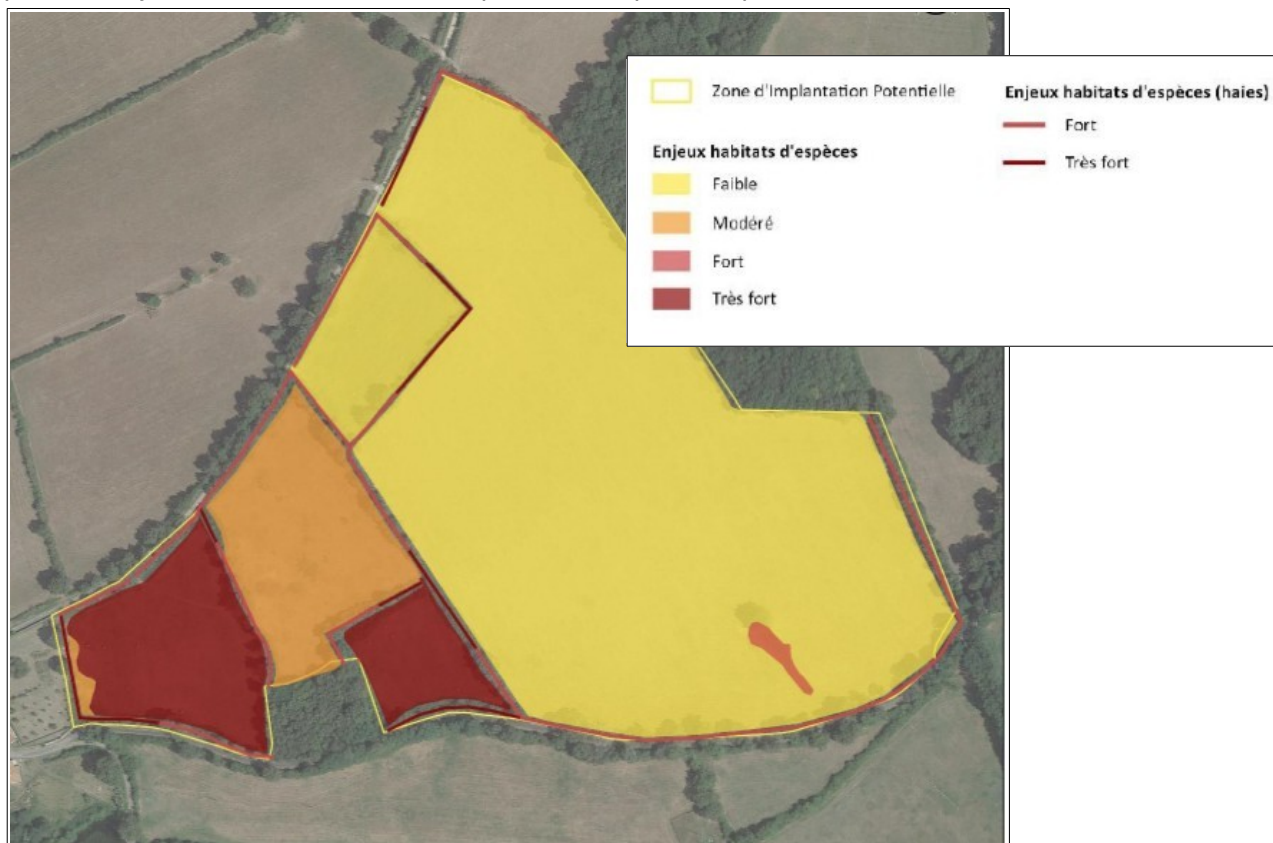 Zone d'Implantation Potentielle
Enjeux habitats d'espèces
Faible
Modéré
Fort
Très fort
Enjeux habitats d'espèces (haies)
Fort
Très fort